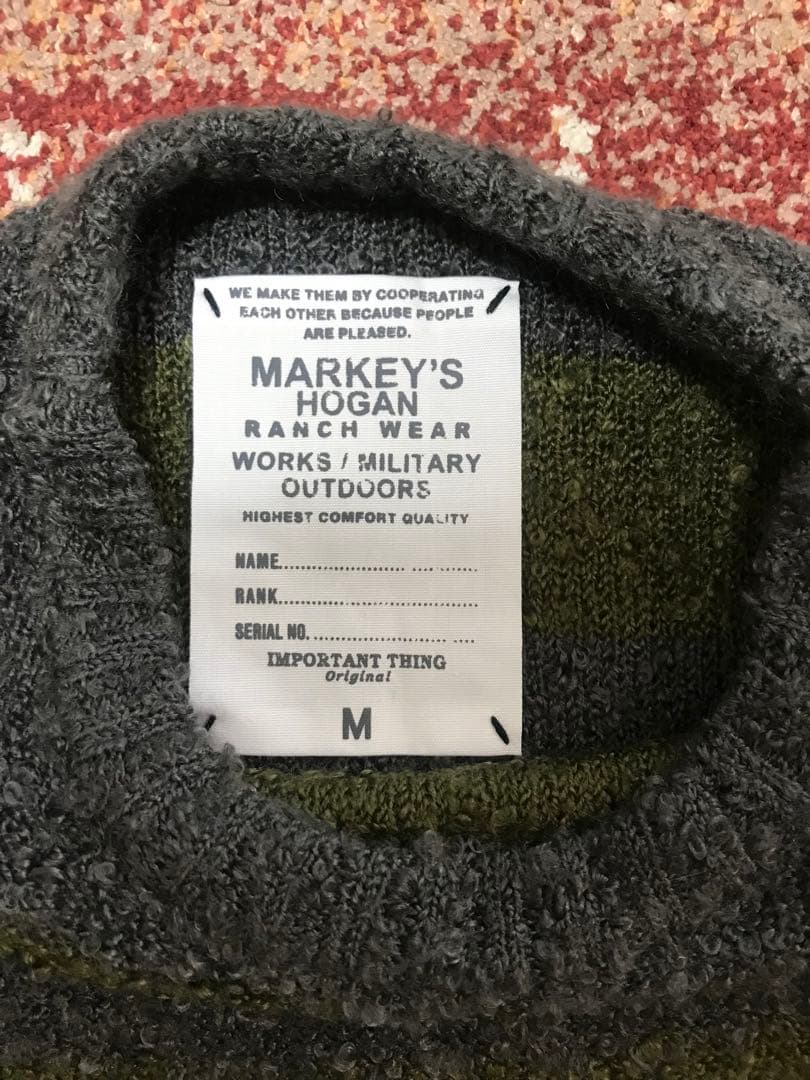 WE MAKE THEM BY COOPERATING
EACH OTHER BECAUSE PEOPLE
ARE PLEASED.
MARKEY'S
HOGAN
RANCH WEAR
WORKS / MILITARY
OUTDOORS
HIGHEST COMFORT QUALITY
NAME........................ .............
RANK.......................................
SERIAL NO. .......................... ....
IMPORTANT THING
Original
M